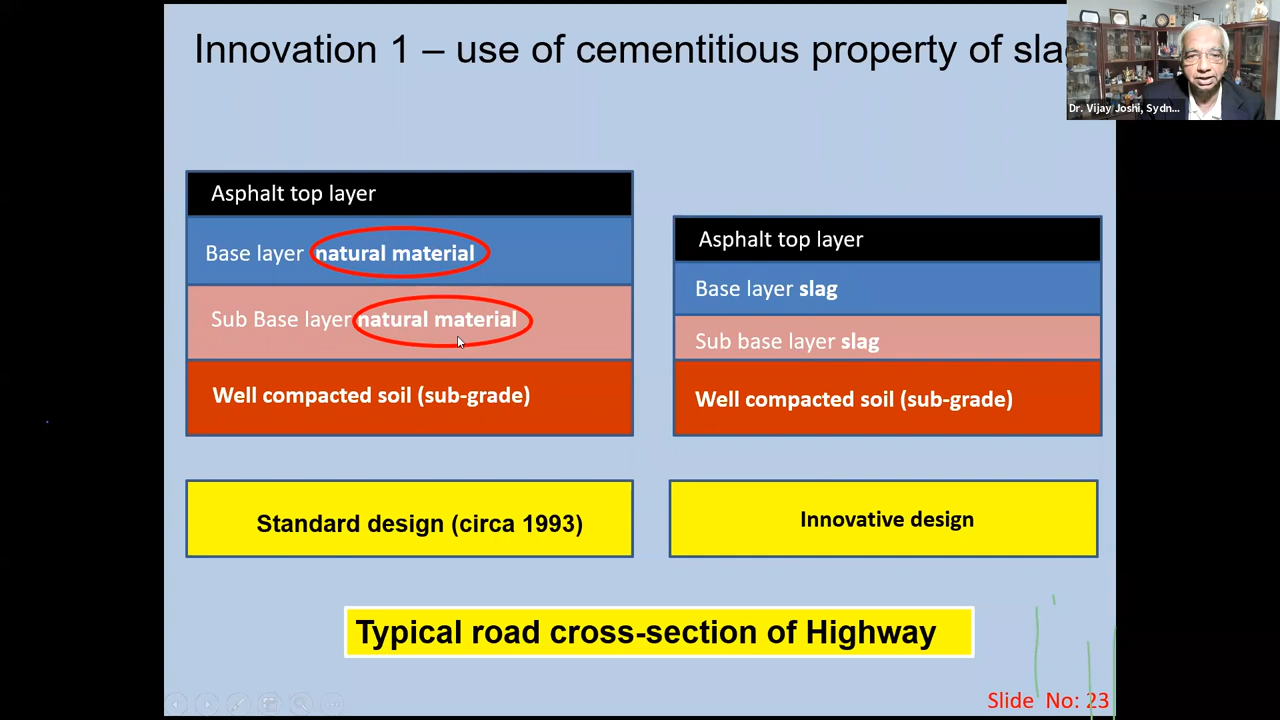 Innovation 1 – use of cementitious property of sla
Dr. Vijay Joshi, Sydn...
Asphalt top layer
Base layer natural material
Sub Base layer natural material
Well compacted soil (sub-grade)
Asphalt top layer
Base layer slag
Sub base layer slag
Well compacted soil (sub-grade)
Standard design (circa 1993)
Innovative design
Typical road cross-section of Highway
Slide No: 23